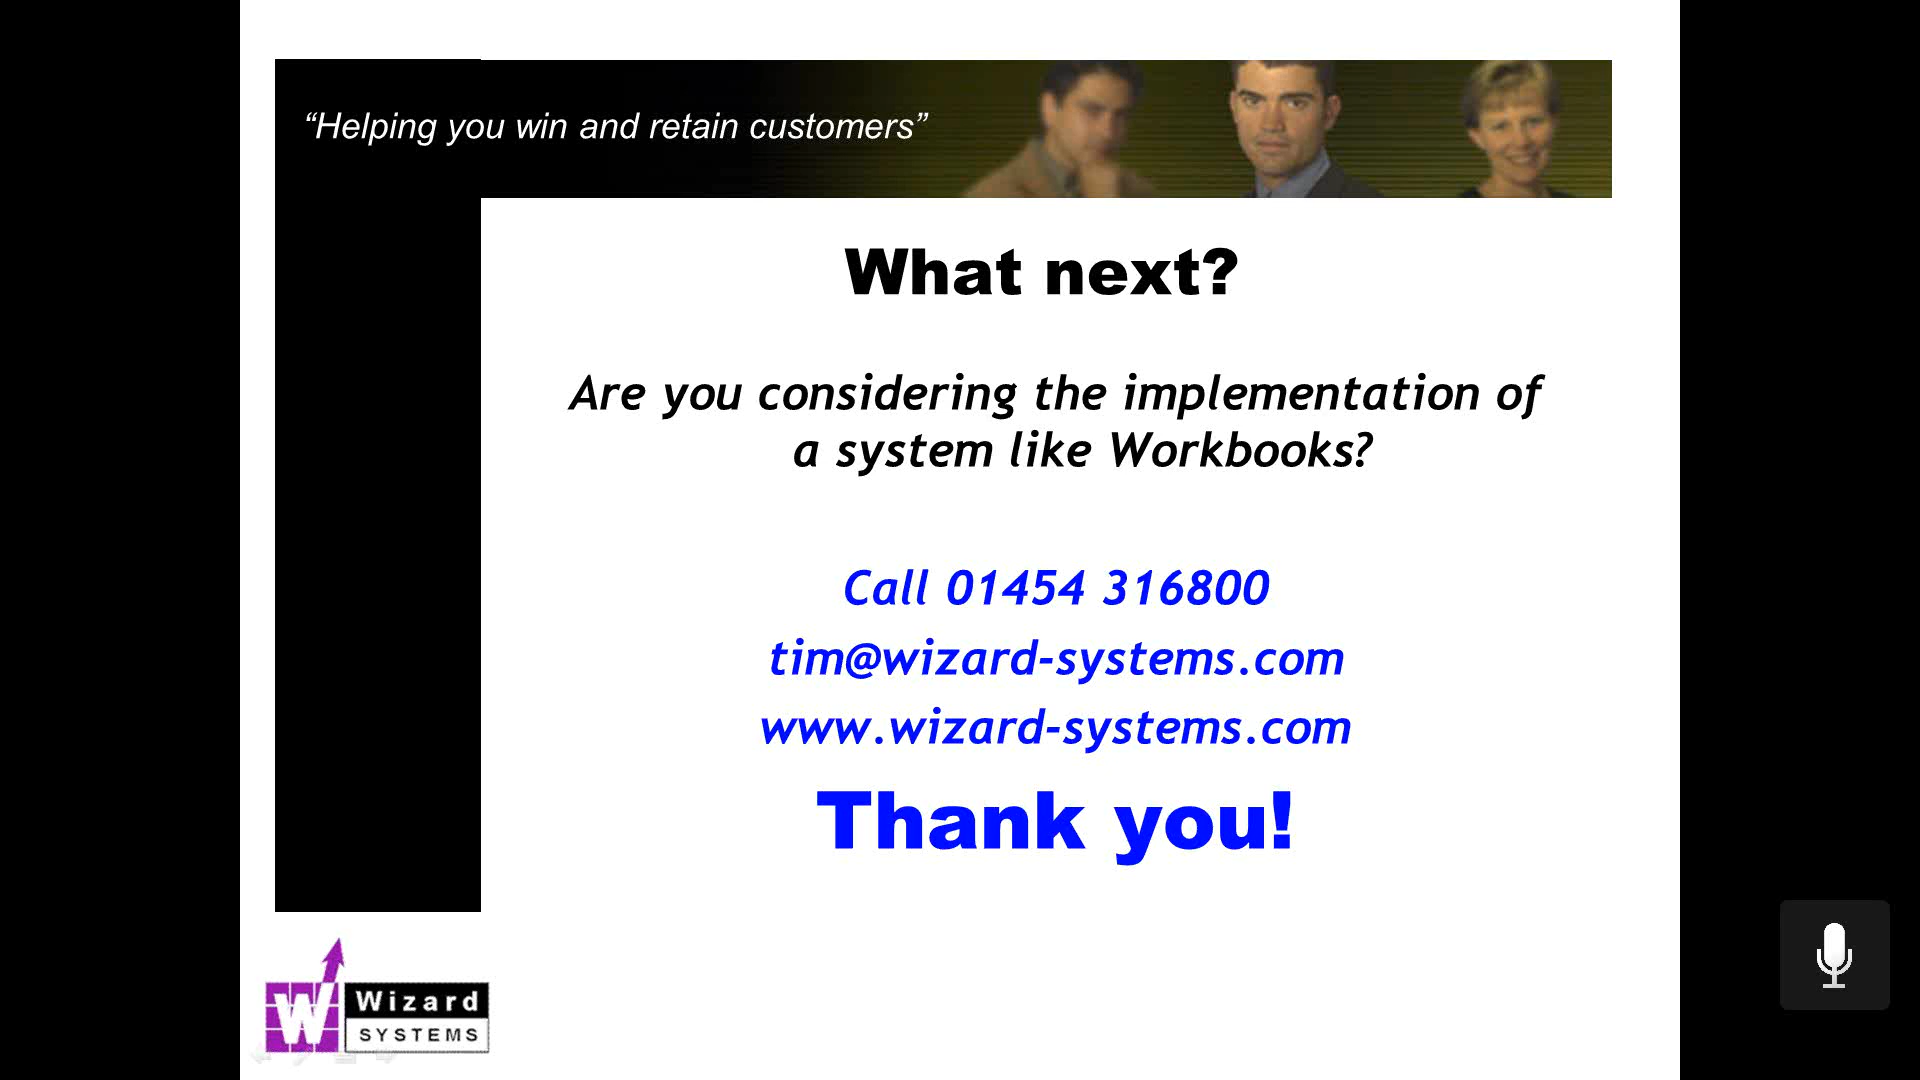 “Helping you win and retain customers”
What next?
Are you considering the implementation of
a system like Workbooks?
Call 01454 316800
tim@wizard-systems.com
www.wizard-systems.com
Thank you!
W
Wizard
SYSTEMS